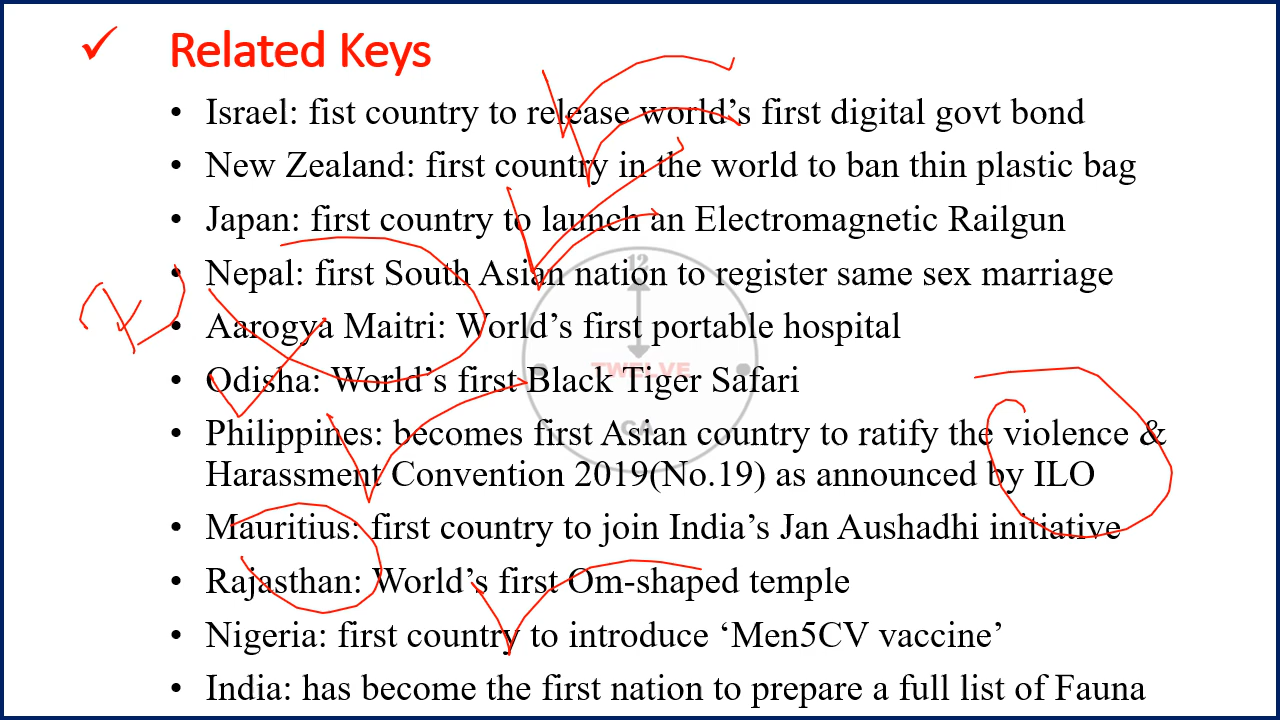 ✓ Related Keys
• Israel: fist country to release world's first digital govt bond
• New Zealand: first country in the world to ban thin plastic bag
• Japan: first country to launch an Electromagnetic Railgun
• Nepal: first South Asian nation to register same sex marriage
• Aarogya Maitri: World's first portable hospital
• Odisha: World's first Black Tiger Safari
• Philippines: becomes first Asian country to ratify the violence &
Harassment Convention 2019(No.19) as announced by ILO
• Mauritius: first country to join India's Jan Aushadhi initiative
• Rajasthan: World's first Om-shaped temple
• Nigeria: first country to introduce ‘Men5CV vaccine’
• India: has become the first nation to prepare a full list of Fauna
12
TWELVE